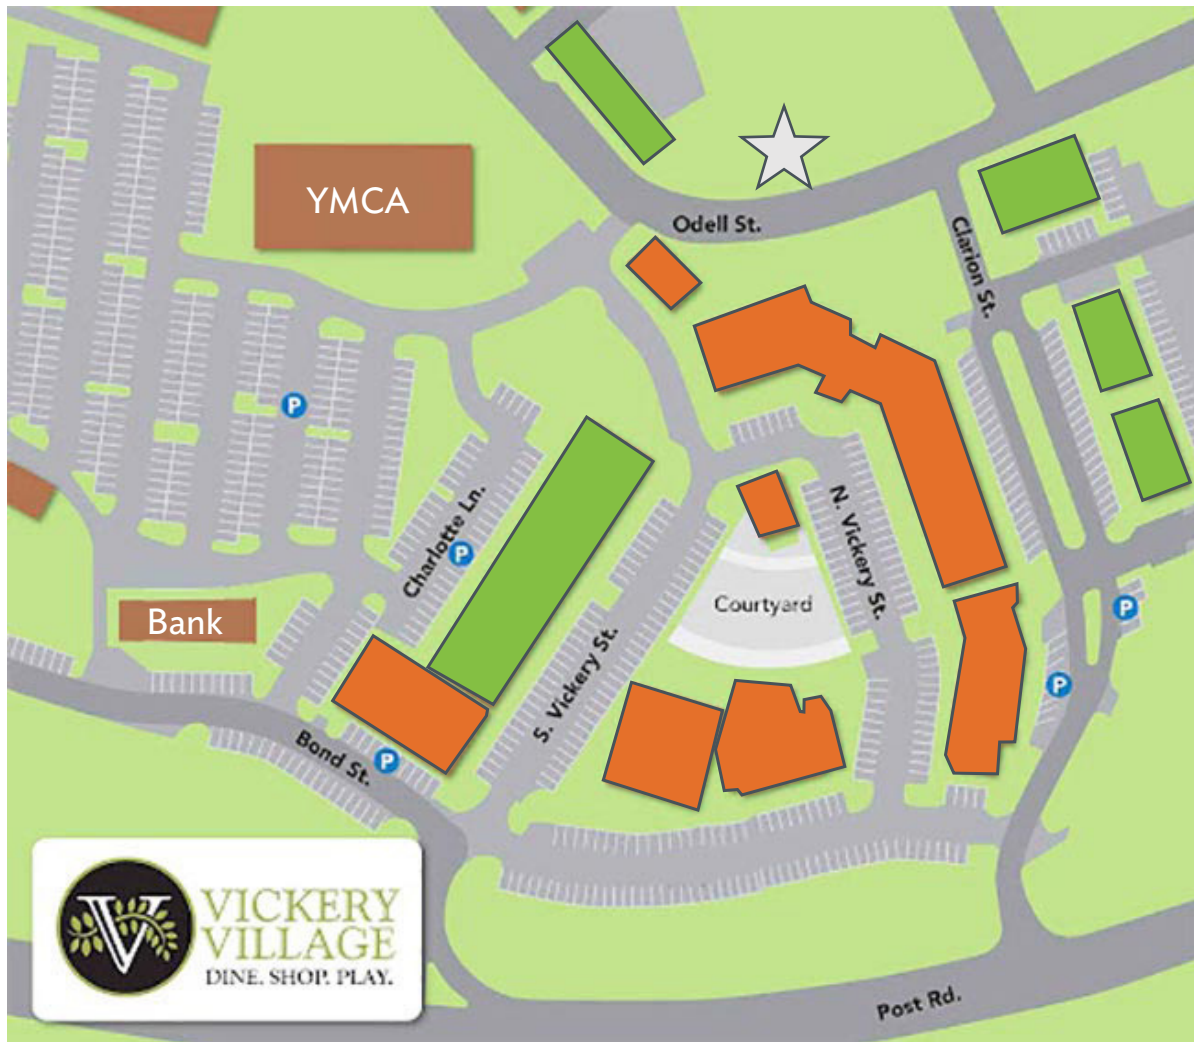 YMCA
Odell St.
Clarion St.
P
Charlotte Ln.
P
N. Vickery St.
Courtyard
P
Bank
S. Vickery St.
P
Bond St.
P
V
VICKERY
VILLAGE
DINE. SHOP. PLAY.
Post Rd.